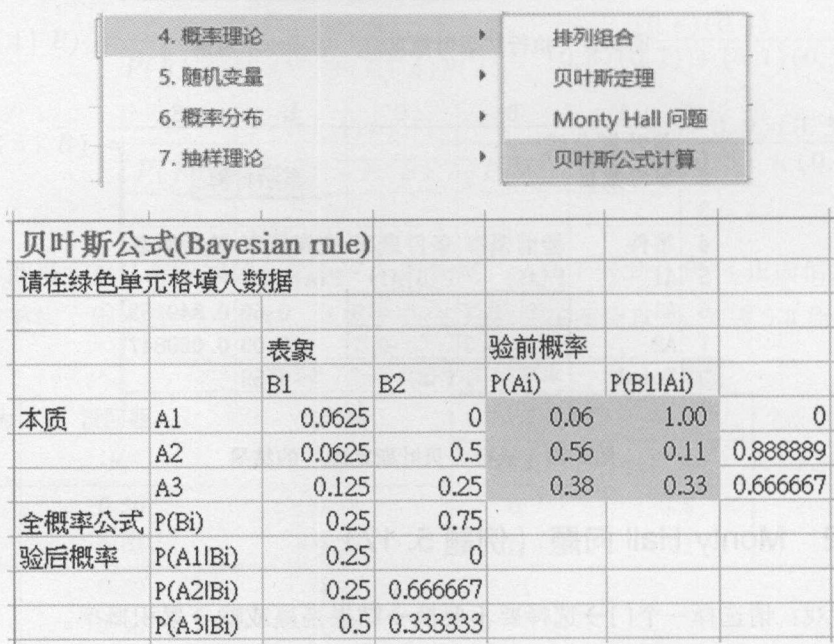 4. 概率理论
5. 随机变量
6. 概率分布
7. 抽样理论
排列组合
贝叶斯定理
Monty Hall 问题
贝叶斯公式计算
贝叶斯公式(Bayesian rule)
请在绿色单元格填入数据
表象 验前概率
B1 B2 P(Ai) P(B1|Ai)
本质 A1 0.0625 0 0.06 1.00 0
A2 0.0625 0.5 0.56 0.11 0.888889
A3 0.125 0.25 0.38 0.33 0.666667
全概率公式 P(Bi) 0.25 0.75
验后概率 P(A1|Bi) 0.25 0
P(A2|Bi) 0.25 0.666667
P(A3|Bi) 0.5 0.333333